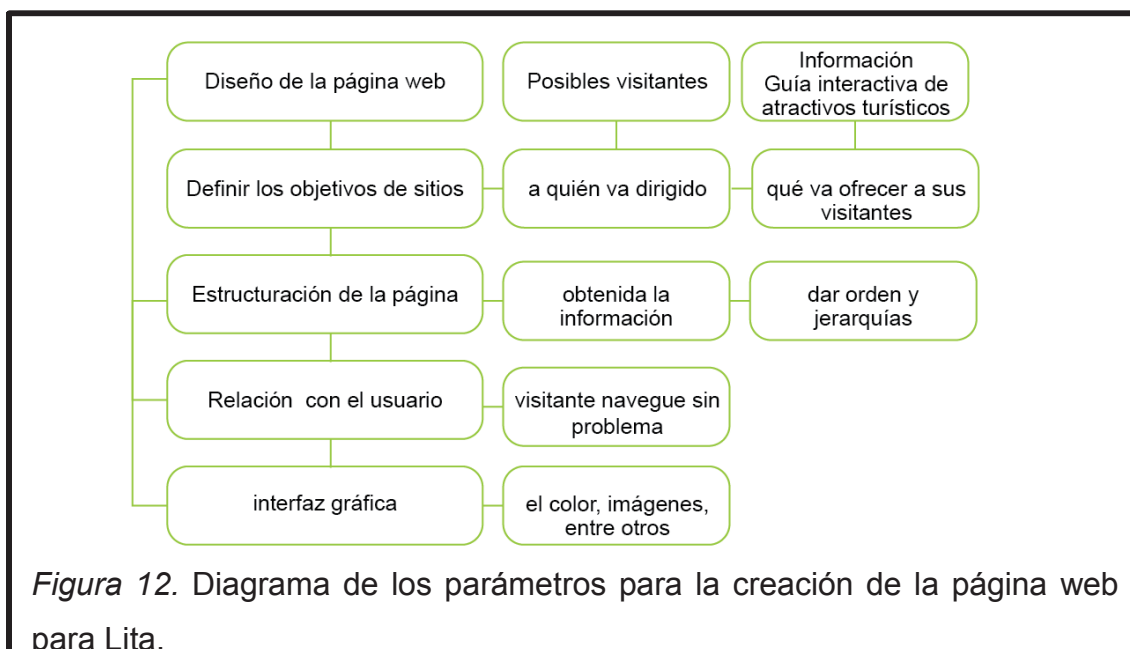 Diseño de la página web
Posibles visitantes
Información
Guía interactiva de
atractivos turísticos
Definir los objetivos de sitios
a quién va dirigido
qué va ofrecer a sus
visitantes
Estructuración de la página
obtenida la
información
dar orden y
jerarquías
Relación con el usuario
visitante navegue sin
problema
interfaz gráfica
el color, imágenes,
entre otros
Figura 12. Diagrama de los parámetros para la creación de la página web
para Lita.